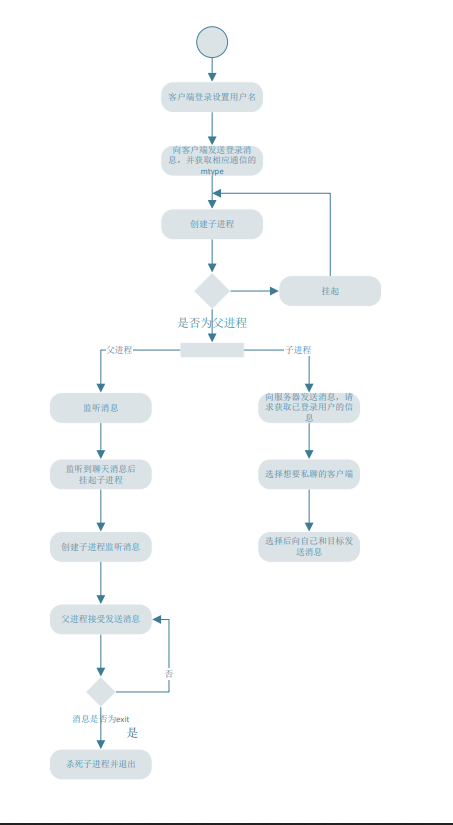 客户端登录设置用户名
向客户端发送登录消
息，并获取相应通信的
mtype
创建子进程
挂起
是否为父进程
父进程
子进程
监听消息
向服务器发送消息，请
求获取已登录用户的信
息
监听到聊天消息后
挂起子进程
选择想要私聊的客户端
创建子进程监听消息
选择后向自己和目标发
送消息
父进程接受发送消息
否
消息是否为exit
是
杀死子进程并退出